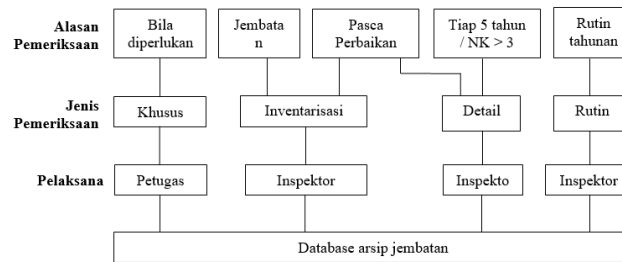 Alasan
Pemeriksaan
Bila
diperlukan
Jembata
n
Pasca
Perbaikan
Tiap 5 tahun
/ NK > 3
Rutin
tahunan
Jenis
Pemeriksaan
Khusus
Inventarisasi
Detail
Rutin
Pelaksana
Petugas
Inspektor
Inspekto
Inspektor
Database arsip jembatan